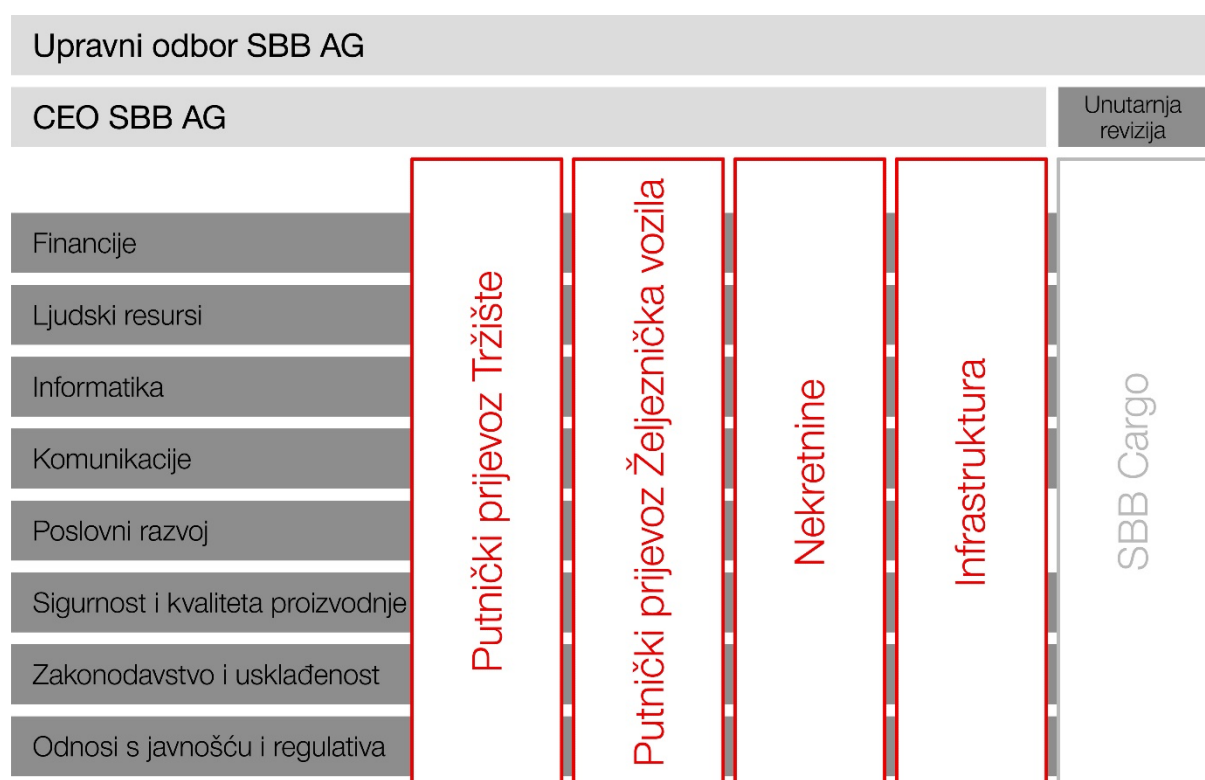 Upravni odbor SBB AG
CEO SBB AG
Unutarnja
revizija
Financije
Ljudski resursi
Informatika
Komunikacije
Poslovni razvoj
Sigurnost i kvaliteta proizvodnje
Zakonodavstvo i usklađenost
Odnosi s javnošću i regulativa
Putnički prijevoz Tržište
Putnički prijevoz Željeznička vozila
Nekretnine
Infrastruktura
SBB Cargo